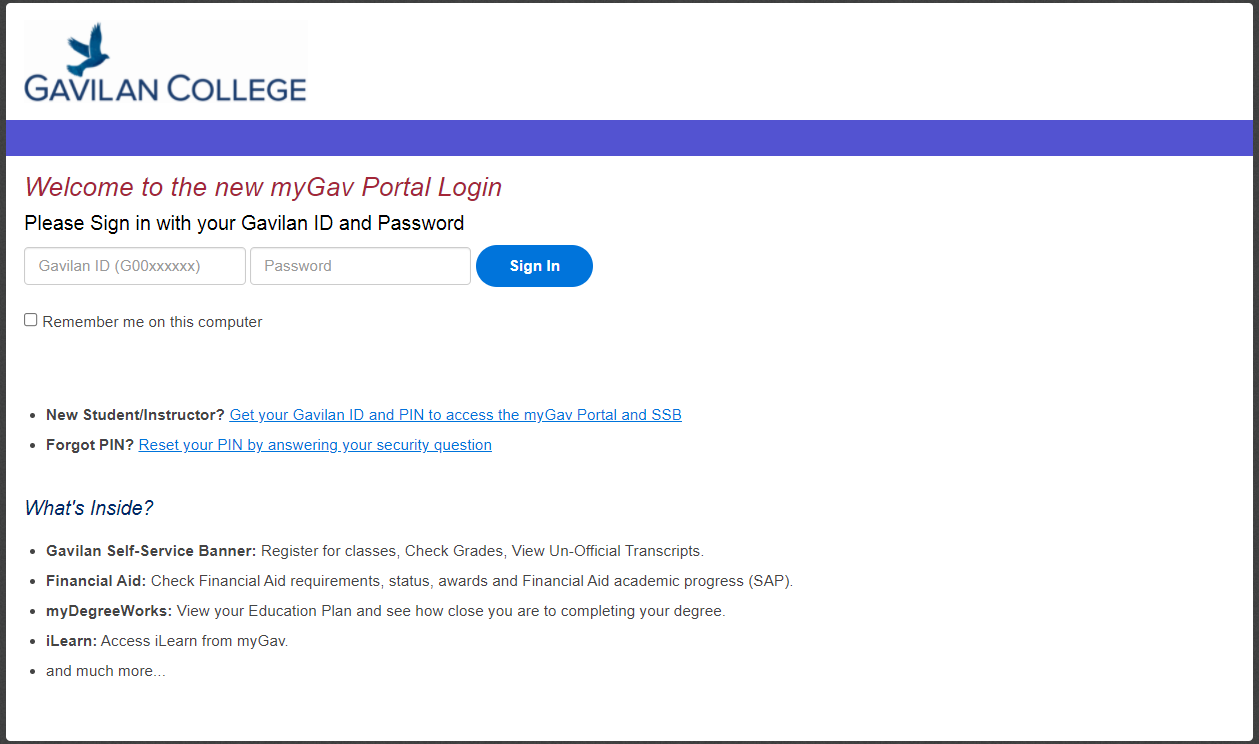 GAVILAN COLLEGE
Welcome to the new myGav Portal Login
Please Sign in with your Gavilan ID and Password
Gavilan ID (G00xxxxxx) Password Sign In
Remember me on this computer
New Student/Instructor? Get your Gavilan ID and PIN to access the myGav Portal and SSB
Forgot PIN? Reset your PIN by answering your security question
What's Inside?
Gavilan Self-Service Banner: Register for classes, Check Grades, View Un-Official Transcripts.
Financial Aid: Check Financial Aid requirements, status, awards and Financial Aid academic progress (SAP).
myDegreeWorks: View your Education Plan and see how close you are to completing your degree.
iLearn: Access iLearn from myGav.
and much more...